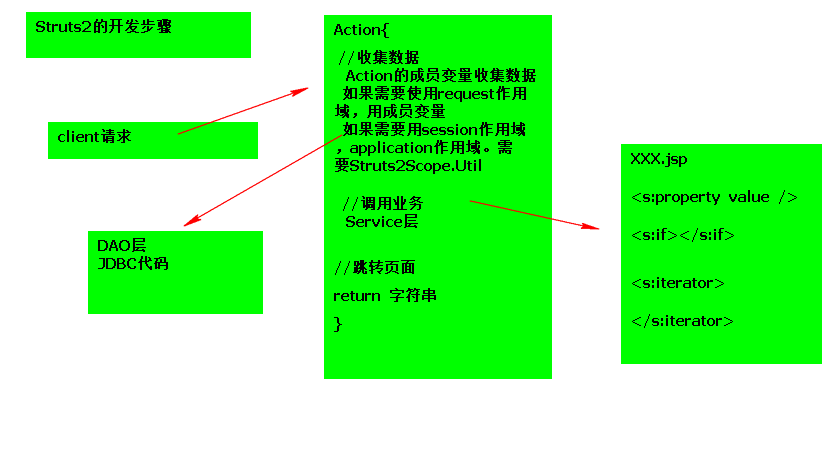 Struts2的开发步骤
client请求
DAO层
JDBC代码
Action{
//收集数据
Action的成员变量收集数据
如果需要使用request作用
域，用成员变量
如果需要用session作用域
，application作用域。需
要Struts2Scope.Util
//调用业务
Service层
//跳转页面
return 字符串
}
XXX.jsp
<s:property value />
<s:if></s:if>
<s:iterator>
</s:iterator>